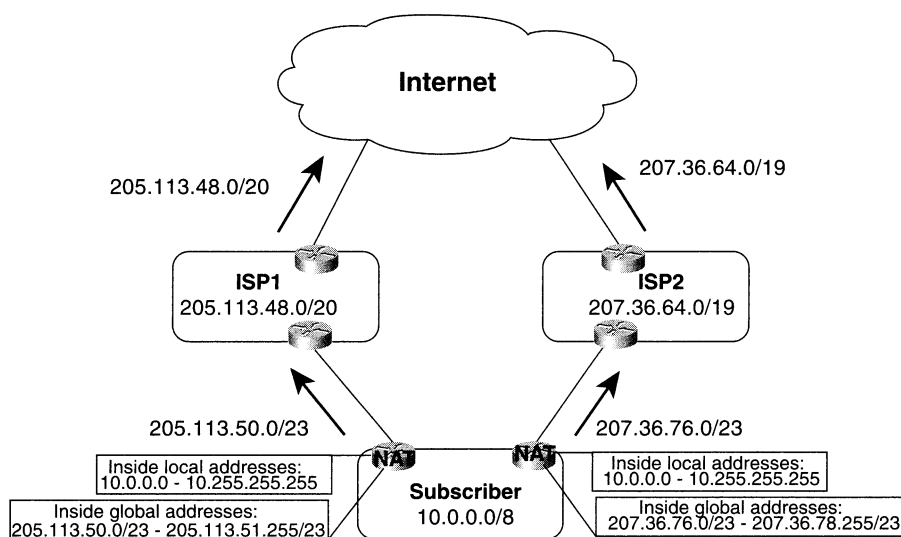 Internet
205.113.48.0/20
207.36.64.0/19
ISP1
205.113.48.0/20
ISP2
207.36.64.0/19
205.113.50.0/23
207.36.76.0/23
NAT
NAT
Inside local addresses:
10.0.0.0 - 10.255.255.255
Inside local addresses:
10.0.0.0 - 10.255.255.255
Subscriber
10.0.0.0/8
Inside global addresses:
205.113.50.0/23 - 205.113.51.255/23
Inside global addresses:
207.36.76.0/23 - 207.36.78.255/23